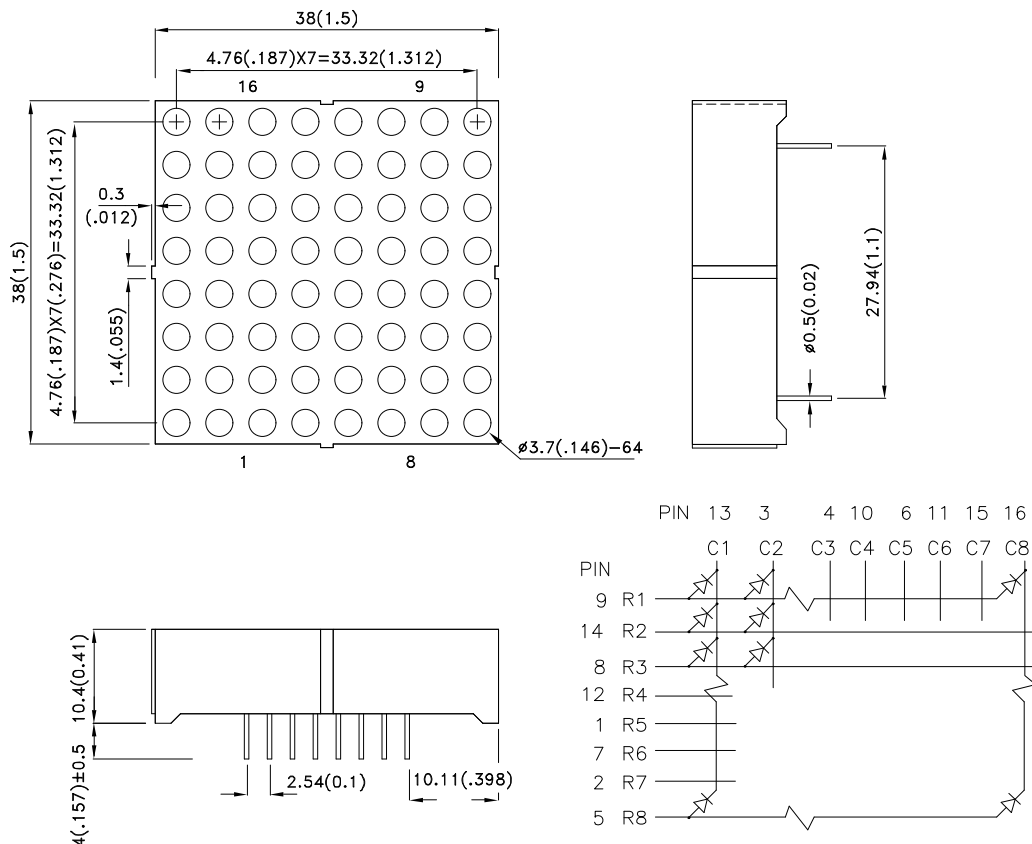 38(1.5)
4.76(.187)X7=33.32(1.312)
16 9
38(1.5)
4.76(.187)X7(.276)=33.32(1.312)
0.3
(.012)
1.4(.055)
1 8
ø3.7(.146)-64
27.94(1.1)
ø0.5(0.02)
10.4(0.41)
4(.157)±0.5
2.54(0.1)
10.11(.398)
PIN 13 3 4 10 6 11 15 16
C1 C2 C3 C4 C5 C6 C7 C8
PIN
9 R1
14 R2
8 R3
12 R4
1 R5
7 R6
2 R7
5 R8